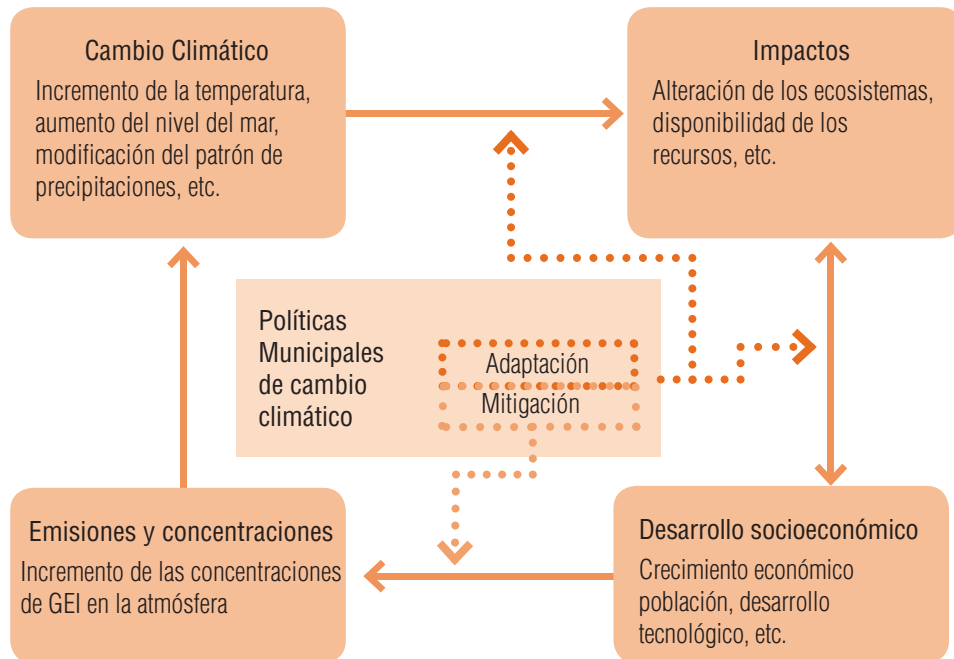 Cambio Climático
Incremento de la temperatura,
aumento del nivel del mar,
modificación del patrón de
precipitaciones, etc.
Impactos
Alteración de los ecosistemas,
disponibilidad de los
recursos, etc.
Políticas
Municipales
de cambio
climático
Adaptación
Mitigación
Emisiones y concentraciones
Incremento de las concentraciones
de GEI en la atmósfera
Desarrollo socioeconómico
Crecimiento económico
población, desarrollo
tecnológico, etc.